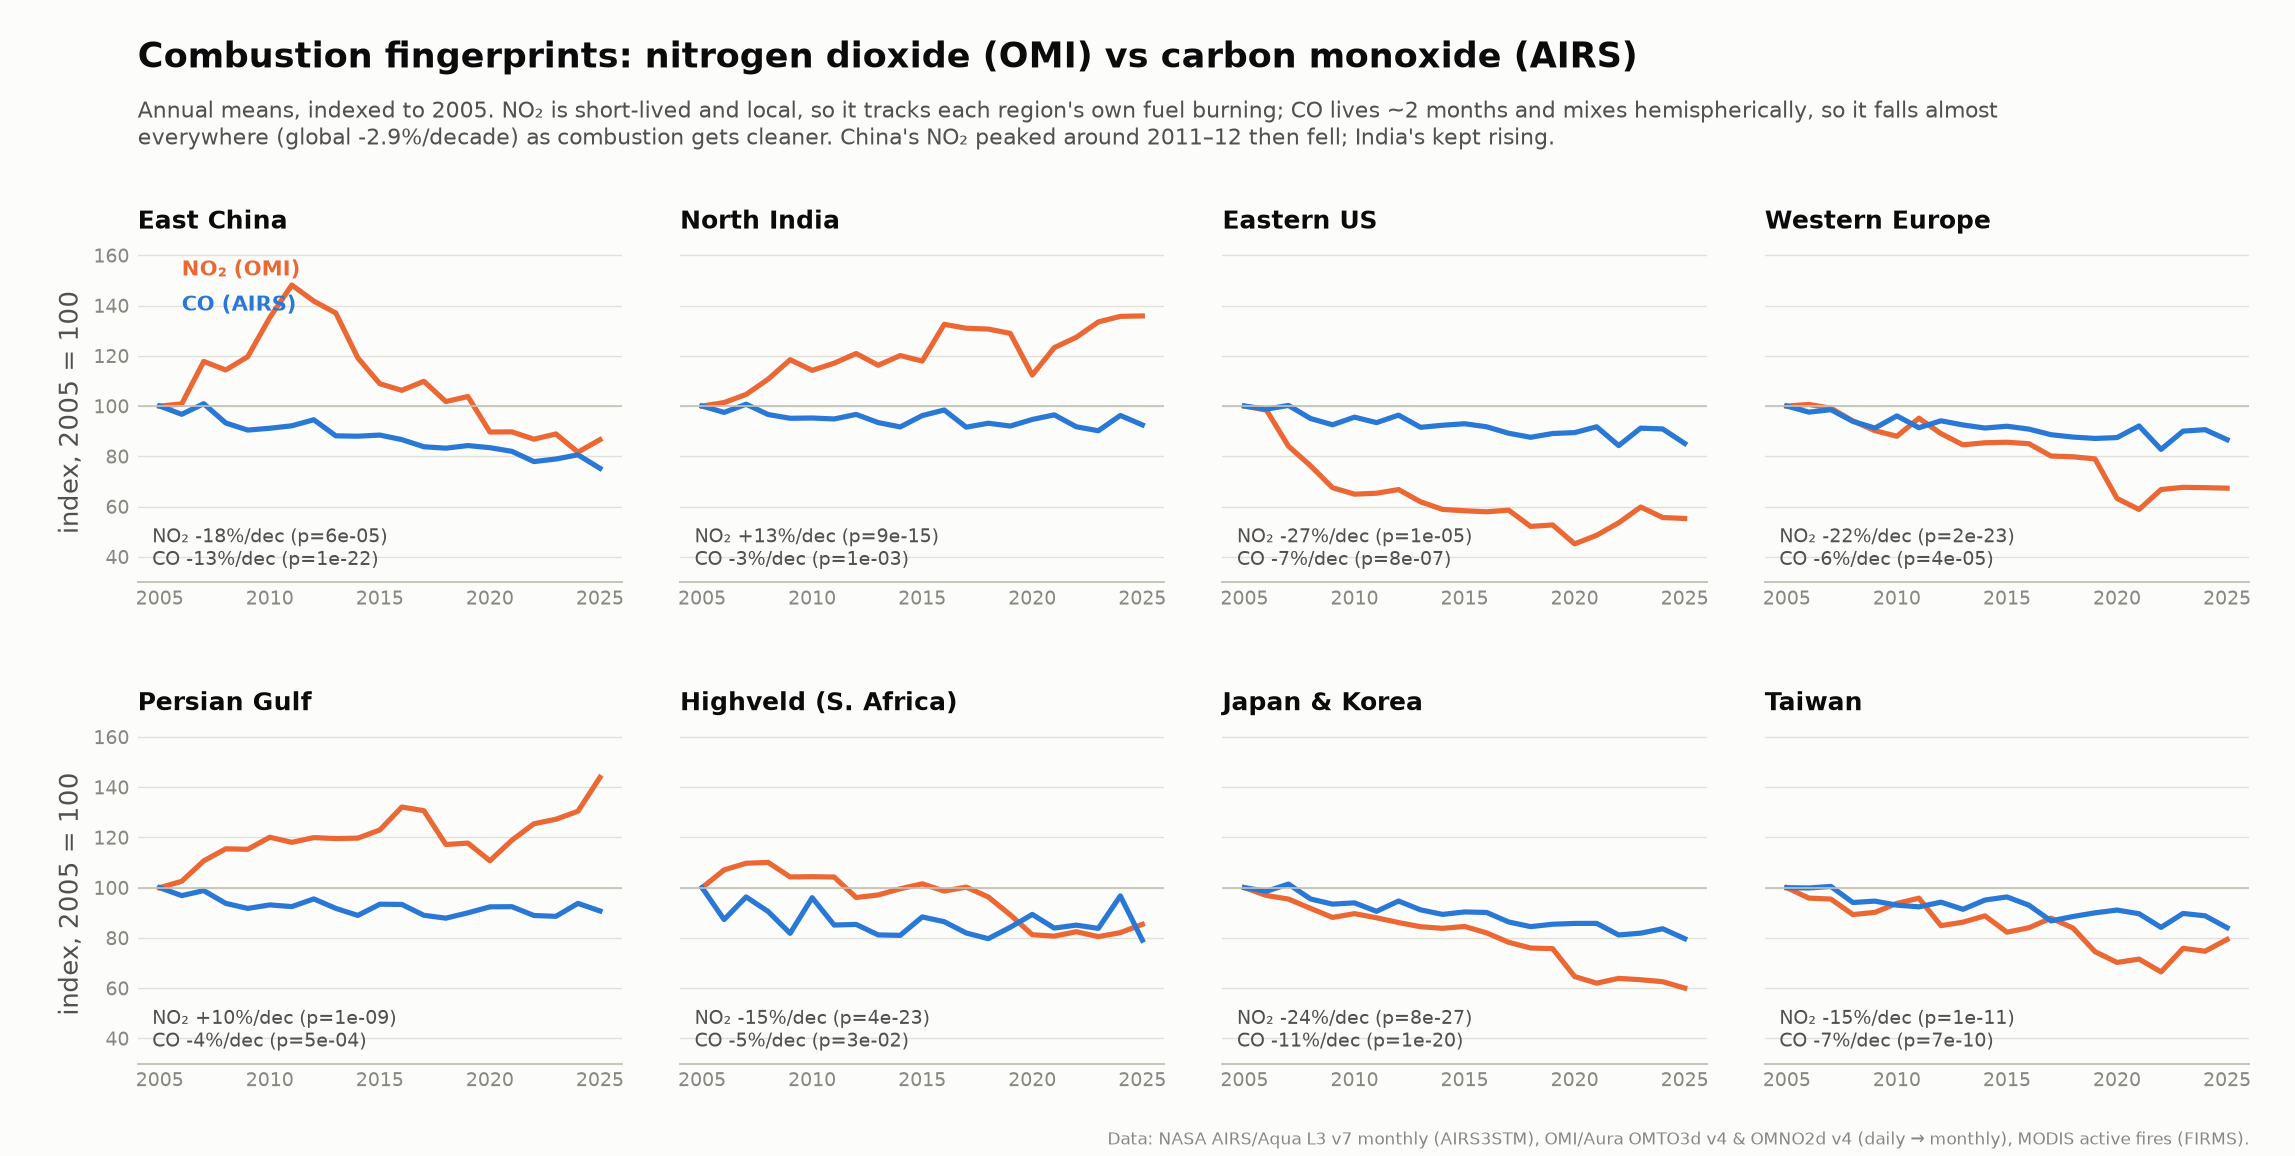 Combustion fingerprints: nitrogen dioxide (OMI) vs carbon monoxide (AIRS)
Annual means, indexed to 2005. NO₂ is short-lived and local, so it tracks each region's own fuel burning; CO lives ~2 months and mixes hemispherically, so it falls almost
everywhere (global -2.9%/decade) as combustion gets cleaner. China's NO₂ peaked around 2011–12 then fell; India's kept rising.
East China
NO₂ (OMI)
CO (AIRS)
index, 2005 = 100
160
140
120
100
80
60
40
NO₂ -18%/dec (p=6e-05)
CO -13%/dec (p=1e-22)
2005 2010 2015 2020 2025
North India
NO₂ +13%/dec (p=9e-15)
CO -3%/dec (p=1e-03)
2005 2010 2015 2020 2025
Eastern US
NO₂ -27%/dec (p=1e-05)
CO -7%/dec (p=8e-07)
2005 2010 2015 2020 2025
Western Europe
NO₂ -22%/dec (p=2e-23)
CO -6%/dec (p=4e-05)
2005 2010 2015 2020 2025
Persian Gulf
index, 2005 = 100
160
140
120
100
80
60
40
NO₂ +10%/dec (p=1e-09)
CO -4%/dec (p=5e-04)
2005 2010 2015 2020 2025
Highveld (S. Africa)
NO₂ -15%/dec (p=4e-23)
CO -5%/dec (p=3e-02)
2005 2010 2015 2020 2025
Japan & Korea
NO₂ -24%/dec (p=8e-27)
CO -11%/dec (p=1e-20)
2005 2010 2015 2020 2025
Taiwan
NO₂ -15%/dec (p=1e-11)
CO -7%/dec (p=7e-10)
2005 2010 2015 2020 2025
Data: NASA AIRS/Aqua L3 v7 monthly (AIRS3STM), OMI/Aura OMTO3d v4 & OMNO2d v4 (daily → monthly), MODIS active fires (FIRMS).